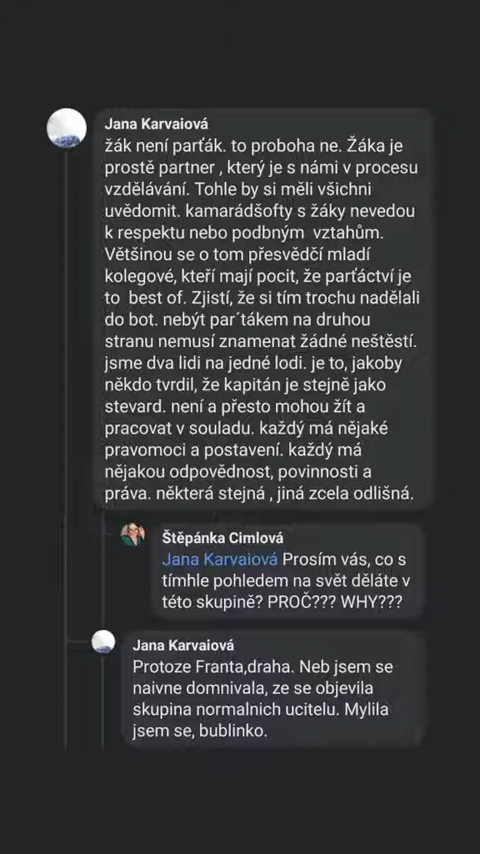 Jana Karvaiová
žák není parťák. to proboha ne. Žáka je
prostě partner , který je s námi v procesu
vzdělávání. Tohle by si měli všichni
uvědomit. kamarádšofty s žáky nevedou
k respektu nebo podbným  vztahům.
Většinou se o tom přesvědčí mladí
kolegové, kteří mají pocit, že parťáctví je
to  best of. Zjistí, že si tím trochu nadělali
do bot. nebýt par´tákem na druhou
stranu nemusí znamenat žádné neštěstí.
jsme dva lidi na jedné lodi. je to, jakoby
někdo tvrdil, že kapitán je stejně jako
stevard. není a přesto mohou žít a
pracovat v souladu. každý má nějaké
pravomoci a postavení. každý má
nějakou odpovědnost, povinnosti a
práva. některá stejná , jiná zcela odlišná.
Štěpánka Cimlová
Jana Karvaiová Prosím vás, co s
tímhle pohledem na svět děláte v
této skupině? PROČ??? WHY???
Jana Karvaiová
Protoze Franta,draha. Neb jsem se
naivne domnivala, ze se objevila
skupina normalnich ucitelu. Mylila
jsem se, bublinko.